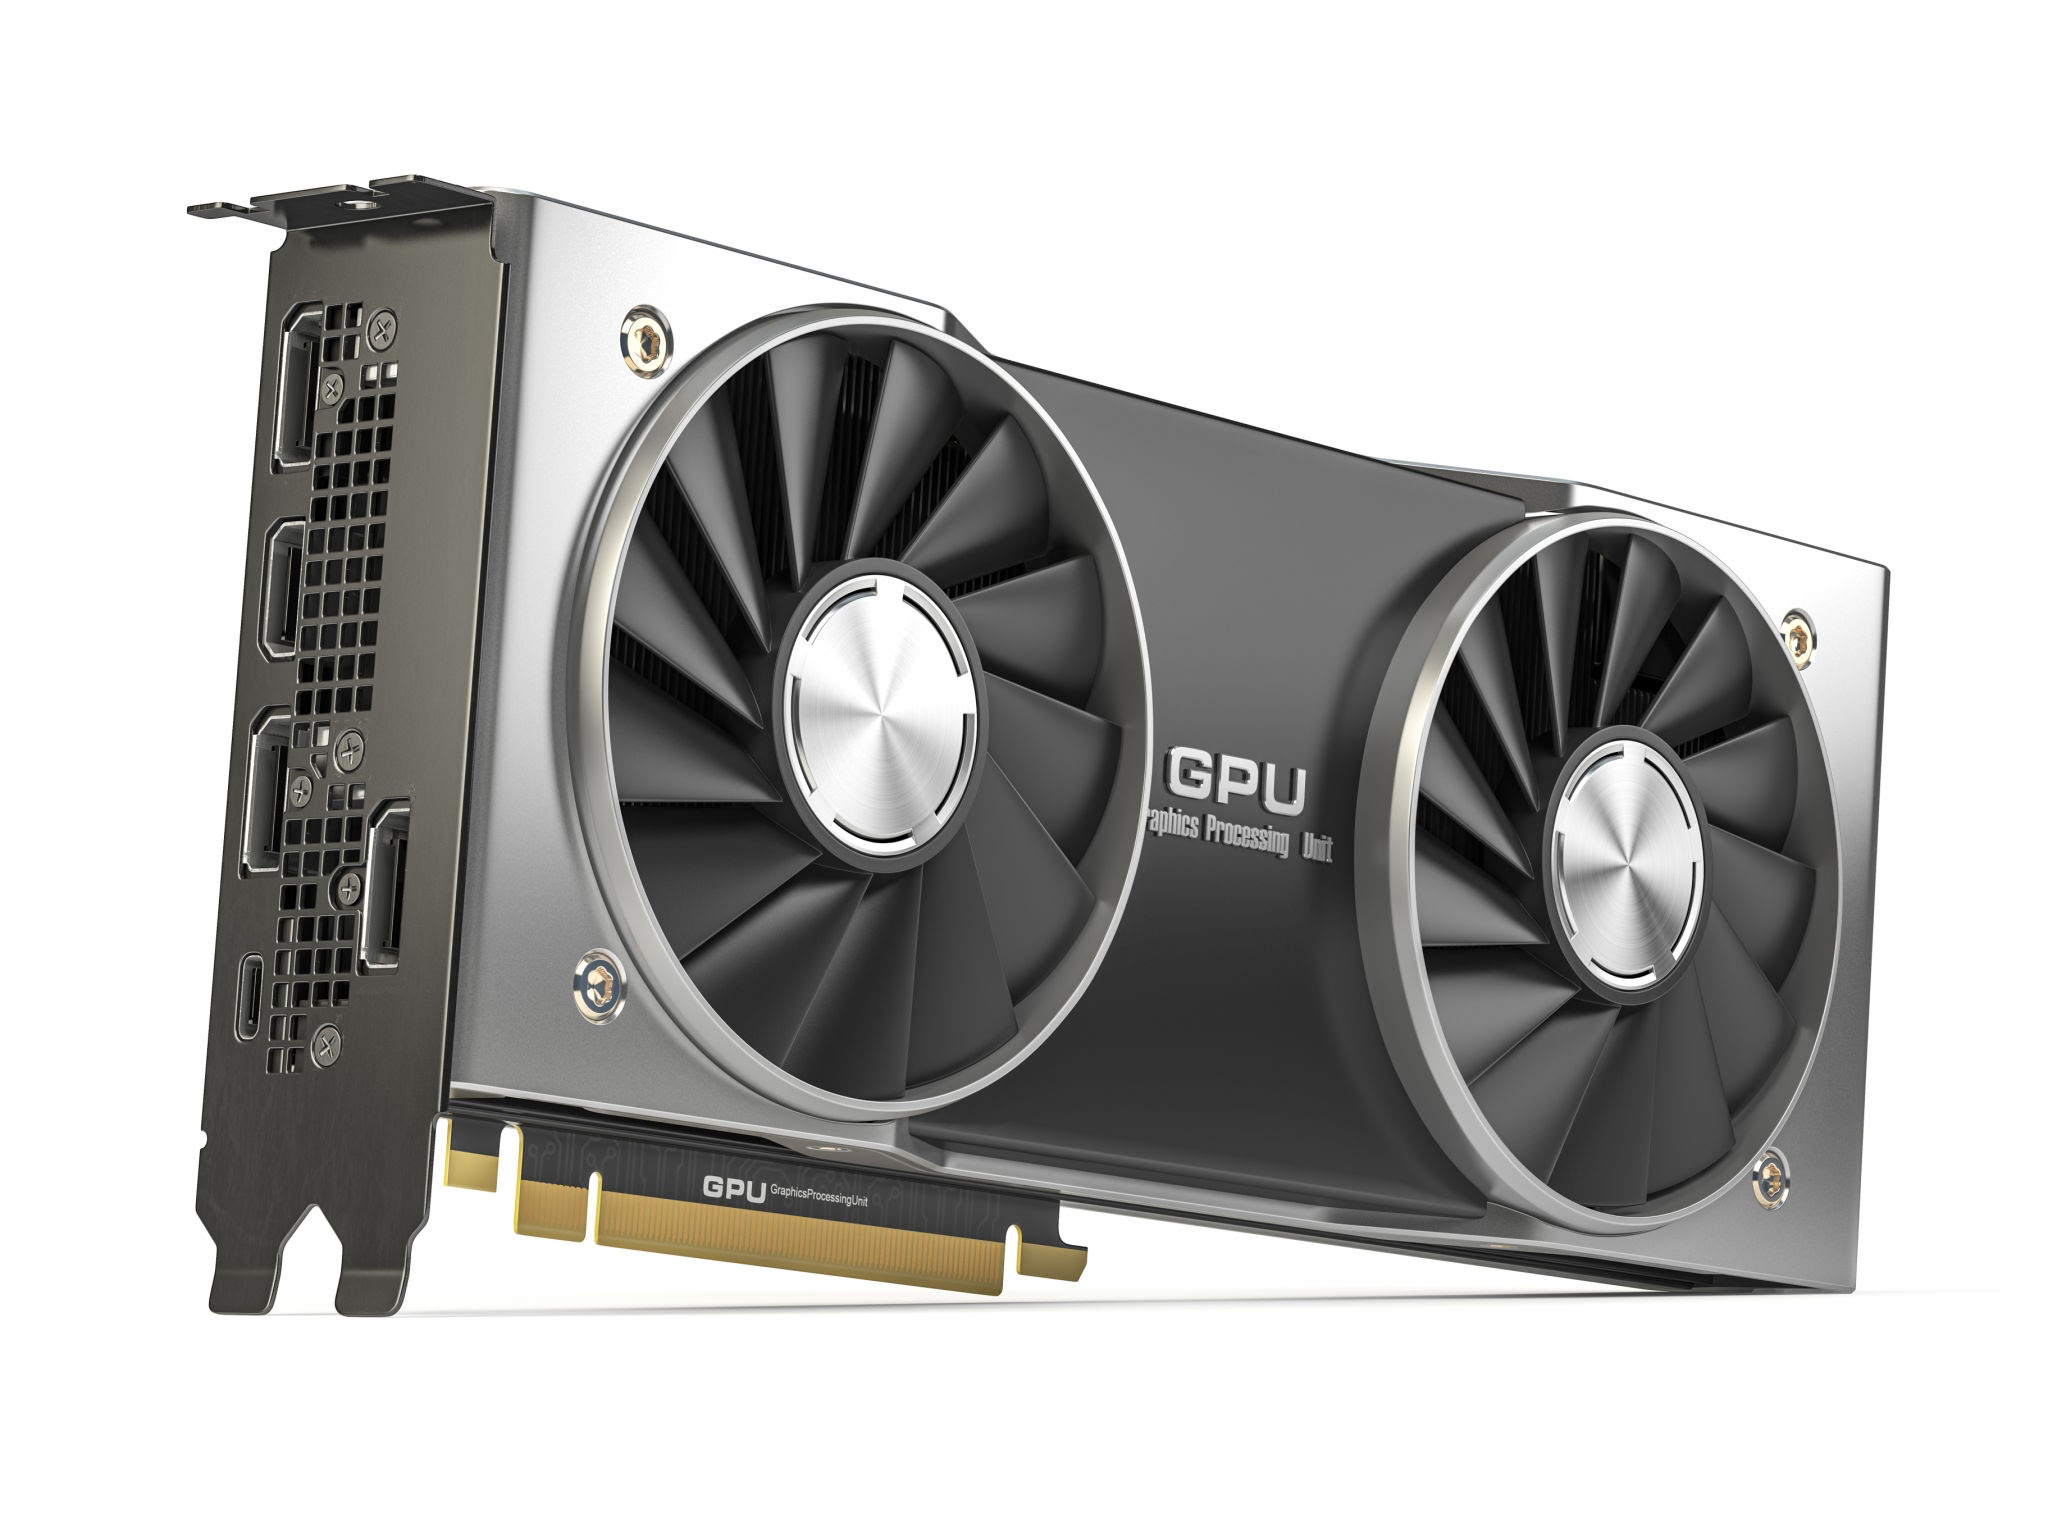 GPU
raphics Processing Unit
GPU GraphicsProcessingUnit